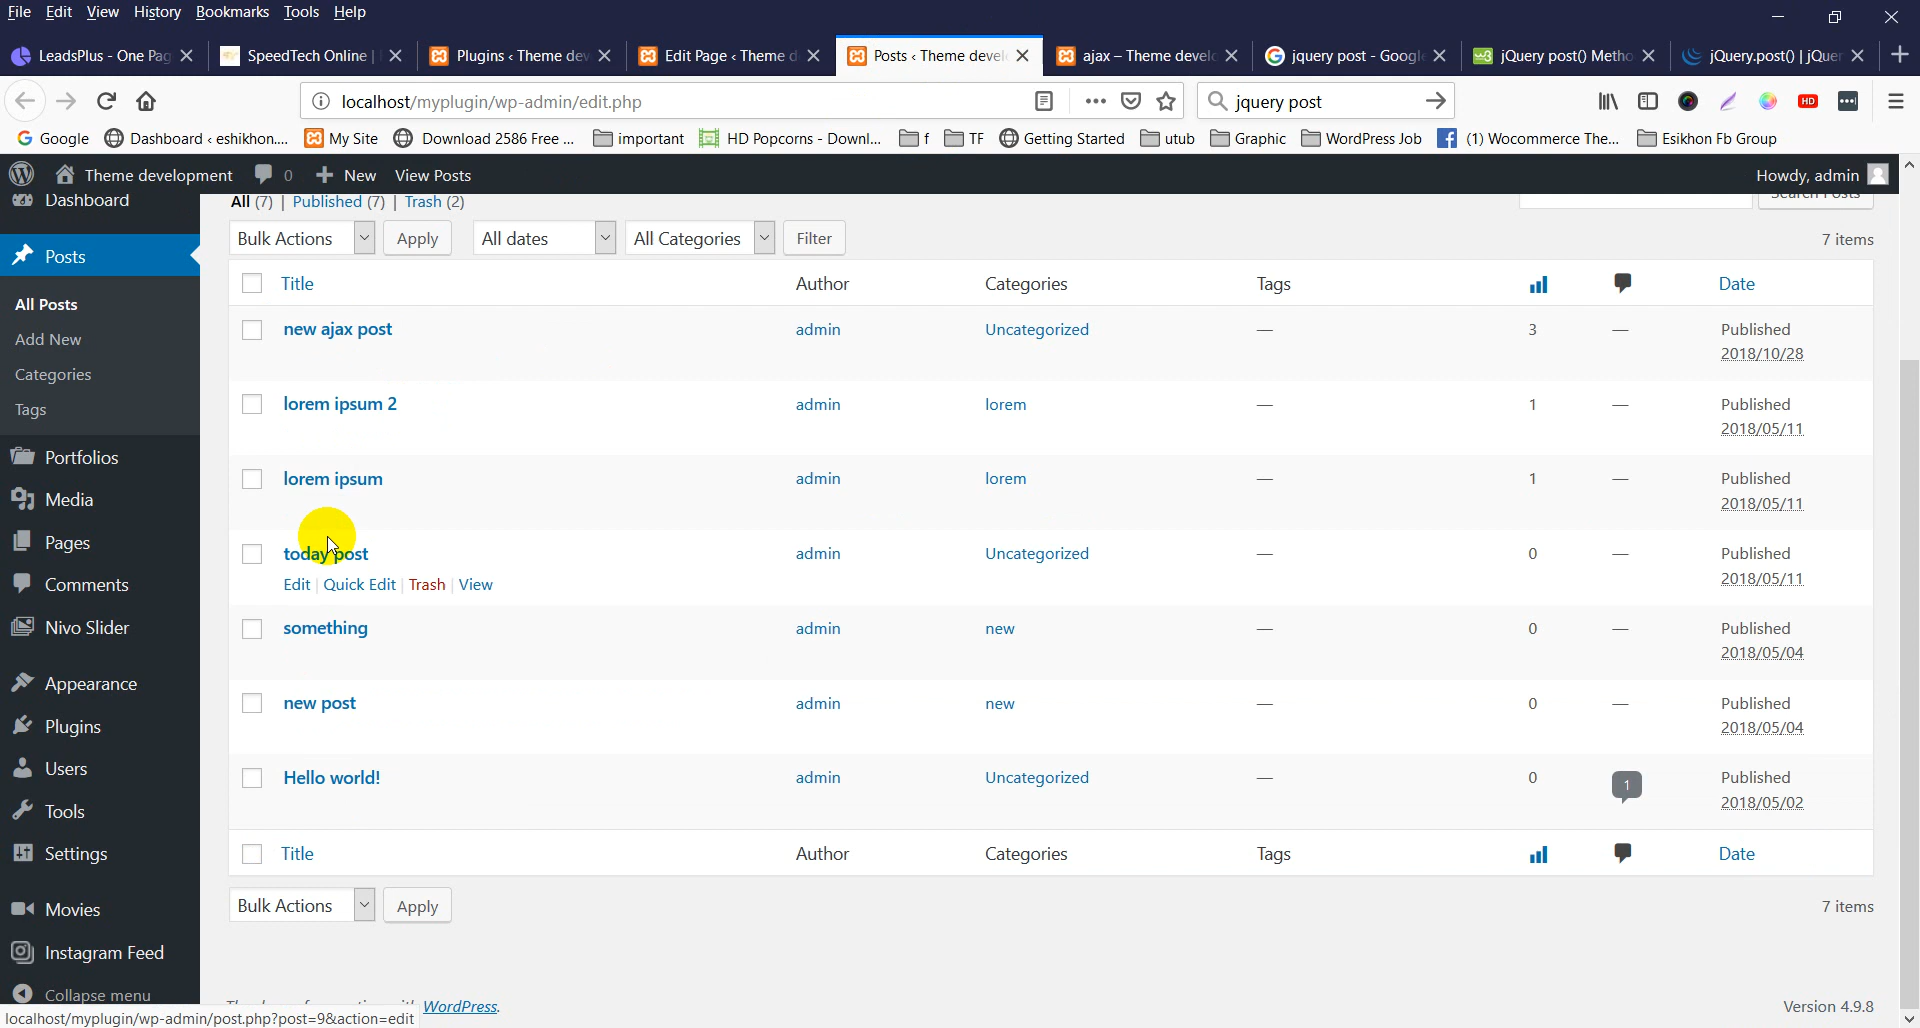 File Edit View History Bookmarks Tools Help
LeadsPlus - One Pag SpeedTech Online | Plugins ‹ Theme dev Edit Page ‹ Theme d Posts ‹ Theme devel ajax – Theme develo jquery post - Google jQuery post() Metho jQuery.post() | jQuer
localhost/myplugin/wp-admin/edit.php jquery post HD
Google Dashboard ‹ eshikhon.... My Site Download 2586 Free ... important HD Popcorns - Downl... f TF Getting Started utub Graphic WordPress Job (1) Wocommerce The... Esikhon Fb Group
Theme development 0 New View Posts Howdy, admin
Dashboard All (7) | Published (7) | Trash (2) Search Posts
Bulk Actions Apply All dates All Categories Filter 7 items
Posts
Title Author Categories Tags Date
All Posts
Add New
Categories
Tags
Portfolios
Media
Pages
Comments
Nivo Slider
Appearance
Plugins
Users
Tools
Settings
Movies
Instagram Feed
Collapse menu
new ajax post admin Uncategorized — 3 — Published
2018/10/28
lorem ipsum 2 admin lorem — 1 — Published
2018/05/11
lorem ipsum admin lorem — 1 — Published
2018/05/11
today post admin Uncategorized — 0 — Published
Edit | Quick Edit | Trash | View 2018/05/11
something admin new — 0 — Published
2018/05/04
new post admin new — 0 — Published
2018/05/04
Hello world! admin Uncategorized — 0 1 Published
2018/05/02
Title Author Categories Tags Date
Bulk Actions Apply 7 items
WordPress. Version 4.9.8
localhost/myplugin/wp-admin/post.php?post=9&action=edit